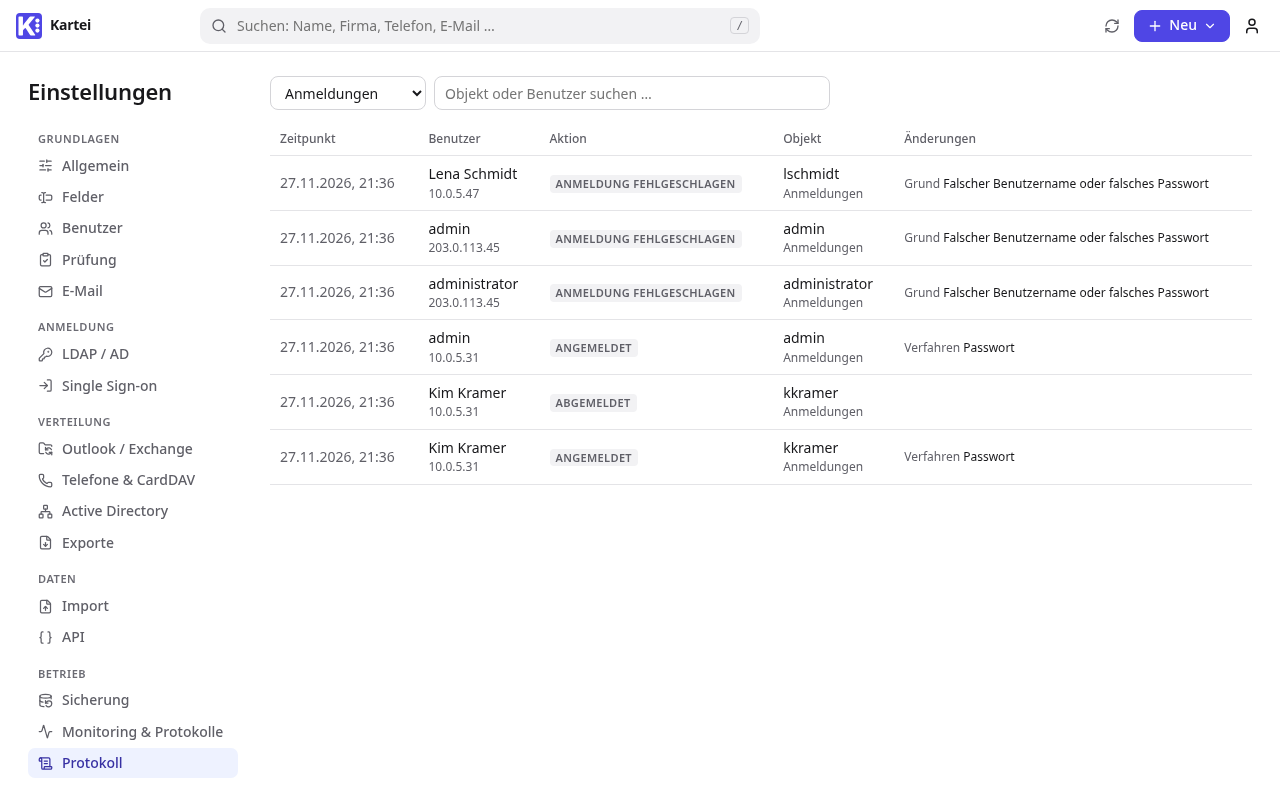 Kartei
Suchen: Name, Firma, Telefon, E-Mail ...
/
Neu
Einstellungen
GRUNDLAGEN
Allgemein
Felder
Benutzer
Prüfung
E-Mail
ANMELDUNG
LDAP / AD
Single Sign-on
VERTEILUNG
Outlook / Exchange
Telefone & CardDAV
Active Directory
Exporte
DATEN
Import
API
BETRIEB
Sicherung
Monitoring & Protokolle
Protokoll
Anmeldungen
Objekt oder Benutzer suchen ...
Zeitpunkt Benutzer Aktion Objekt Änderungen
27.11.2026, 21:36 Lena Schmidt ANMELDUNG FEHLGESCHLAGEN lschmidt Grund Falscher Benutzername oder falsches Passwort
10.0.5.47 Anmeldungen
27.11.2026, 21:36 admin ANMELDUNG FEHLGESCHLAGEN admin Grund Falscher Benutzername oder falsches Passwort
203.0.113.45 Anmeldungen
27.11.2026, 21:36 administrator ANMELDUNG FEHLGESCHLAGEN administrator Grund Falscher Benutzername oder falsches Passwort
203.0.113.45 Anmeldungen
27.11.2026, 21:36 admin ANGEMELDET admin Verfahren Passwort
10.0.5.31 Anmeldungen
27.11.2026, 21:36 Kim Kramer ABGEMELDET kkramer
10.0.5.31 Anmeldungen
27.11.2026, 21:36 Kim Kramer ANGEMELDET kkramer Verfahren Passwort
10.0.5.31 Anmeldungen